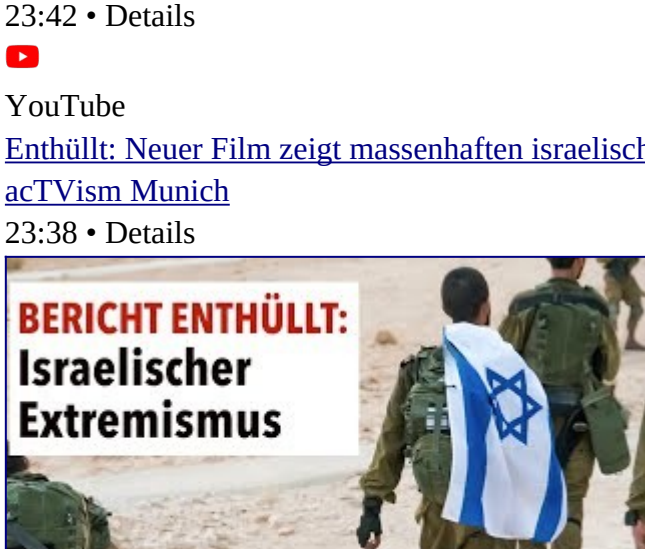 23:42 • Details
YouTube
Enthüllt: Neuer Film zeigt massenhaften israelisch
acTVism Munich
23:38 • Details
BERICHT ENTHÜLLT:
Israelischer
Extremismus